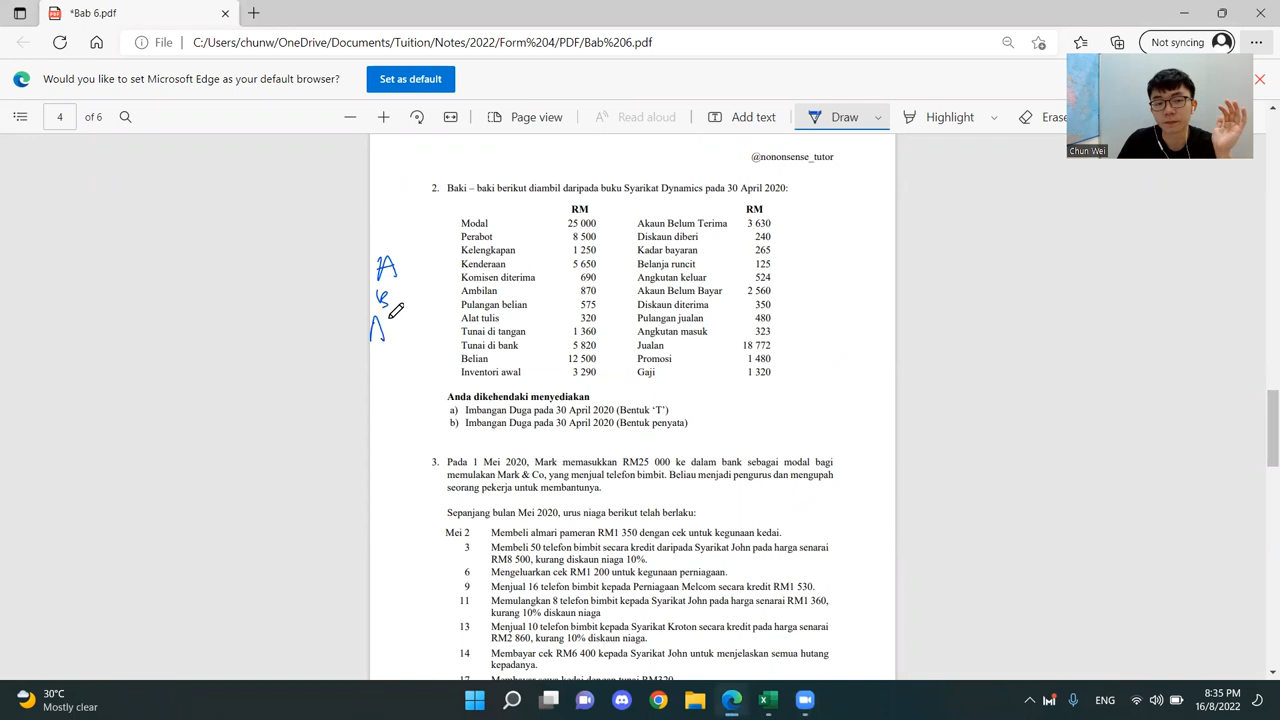 *Bab 6.pdf
File
C:/Users/chunw/OneDrive/Documents/Tuition/Notes/2022/Form%204/PDF/Bab%206.pdf
Not syncing
Would you like to set Microsoft Edge as your default browser?
Set as default
4 of 6
Page view
Read aloud
Add text
Draw
Highlight
Erase
Chun Wei
@nononsense_tutor
2. Baki – baki berikut diambil daripada buku Syarikat Dynamics pada 30 April 2020:
RM RM
Modal 25 000 Akaun Belum Terima 3 630
Perabot 8 500 Diskaun diberi 240
Kelengkapan 1 250 Kadar bayaran 265
Kenderaan 5 650 Belanja runcit 125
Komisen diterima 690 Angkutan keluar 524
Ambilan 870 Akaun Belum Bayar 2 560
Pulangan belian 575 Diskaun diterima 350
Alat tulis 320 Pulangan jualan 480
Tunai di tangan 1 360 Angkutan masuk 323
Tunai di bank 5 820 Jualan 18 772
Belian 12 500 Promosi 1 480
Inventori awal 3 290 Gaji 1 320
A
B
Anda dikehendaki menyediakan
a) Imbangan Duga pada 30 April 2020 (Bentuk ‘T’)
b) Imbangan Duga pada 30 April 2020 (Bentuk penyata)
3. Pada 1 Mei 2020, Mark memasukkan RM25 000 ke dalam bank sebagai modal bagi
memulakan Mark & Co, yang menjual telefon bimbit. Beliau menjadi pengurus dan mengupah
seorang pekerja untuk membantunya.
Sepanjang bulan Mei 2020, urus niaga berikut telah berlaku:
Mei 2 Membeli almari pameran RM1 350 dengan cek untuk kegunaan kedai.
3 Membeli 50 telefon bimbit secara kredit daripada Syarikat John pada harga senarai
RM8 500, kurang diskaun niaga 10%.
6 Mengeluarkan cek RM1 200 untuk kegunaan perniagaan.
9 Menjual 16 telefon bimbit kepada Perniagaan Melcom secara kredit RM1 530.
11 Memulangkan 8 telefon bimbit kepada Syarikat John pada harga senarai RM1 360,
kurang 10% diskaun niaga
13 Menjual 10 telefon bimbit kepada Syarikat Kroton secara kredit pada harga senarai
RM2 860, kurang 10% diskaun niaga.
14 Membayar cek RM6 400 kepada Syarikat John untuk menjelaskan semua hutang
kepadanya.
17 Membayar sewa kedai dengan tunai RM320
30°C
Mostly clear
ENG
8:35 PM
16/8/2022